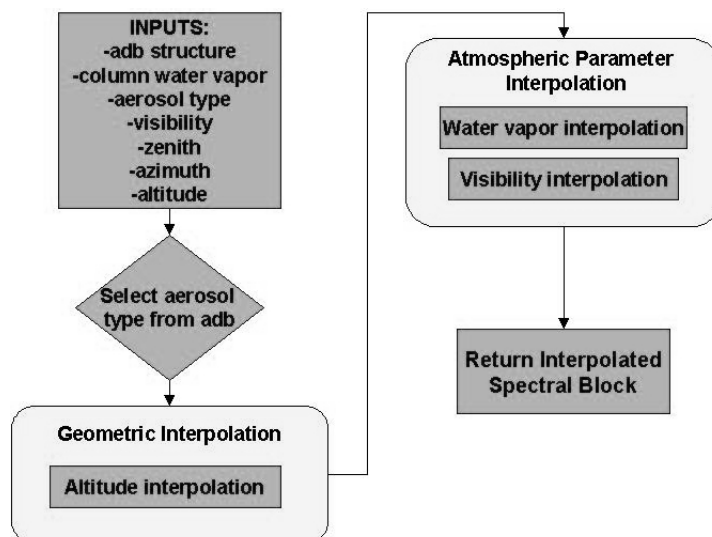 INPUTS:
-adb structure
-column water vapor
-aerosol type
-visibility
-zenith
-azimuth
-altitude
Select aerosol
type from adb
Geometric Interpolation
Altitude interpolation
Atmospheric Parameter
Interpolation
Water vapor interpolation
Visibility interpolation
Return Interpolated
Spectral Block